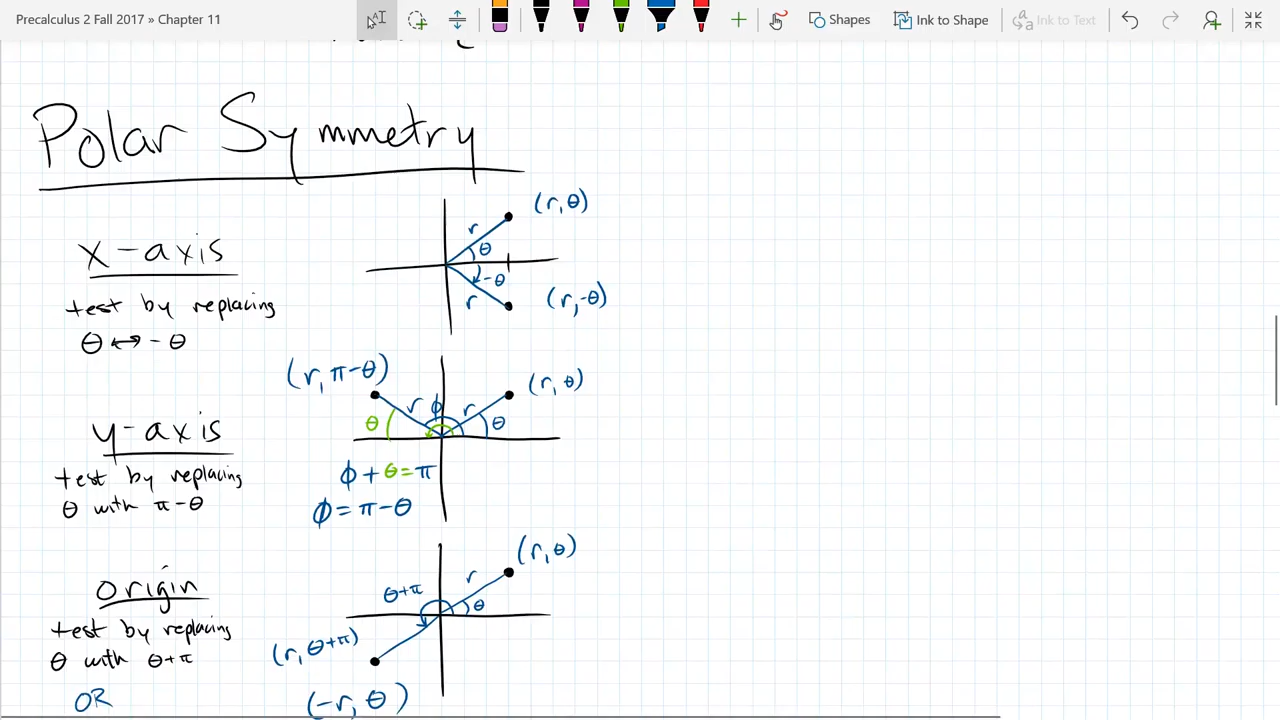 Precalculus 2 Fall 2017 » Chapter 11
Shapes
Ink to Shape
Ink to Text
Polar Symmetry
x-axis
test by replacing
θ ↔ -θ
(r, θ)
r
θ
-θ
r
(r, -θ)
y-axis
test by replacing
θ with π-θ
(r, π-θ)
(r, θ)
r
ϕ
r
θ
θ
ϕ + θ = π
ϕ = π-θ
origin
test by replacing
θ with θ+π
OR
(r, θ)
r
θ+π
θ
(r, θ+π)
(-r, θ)